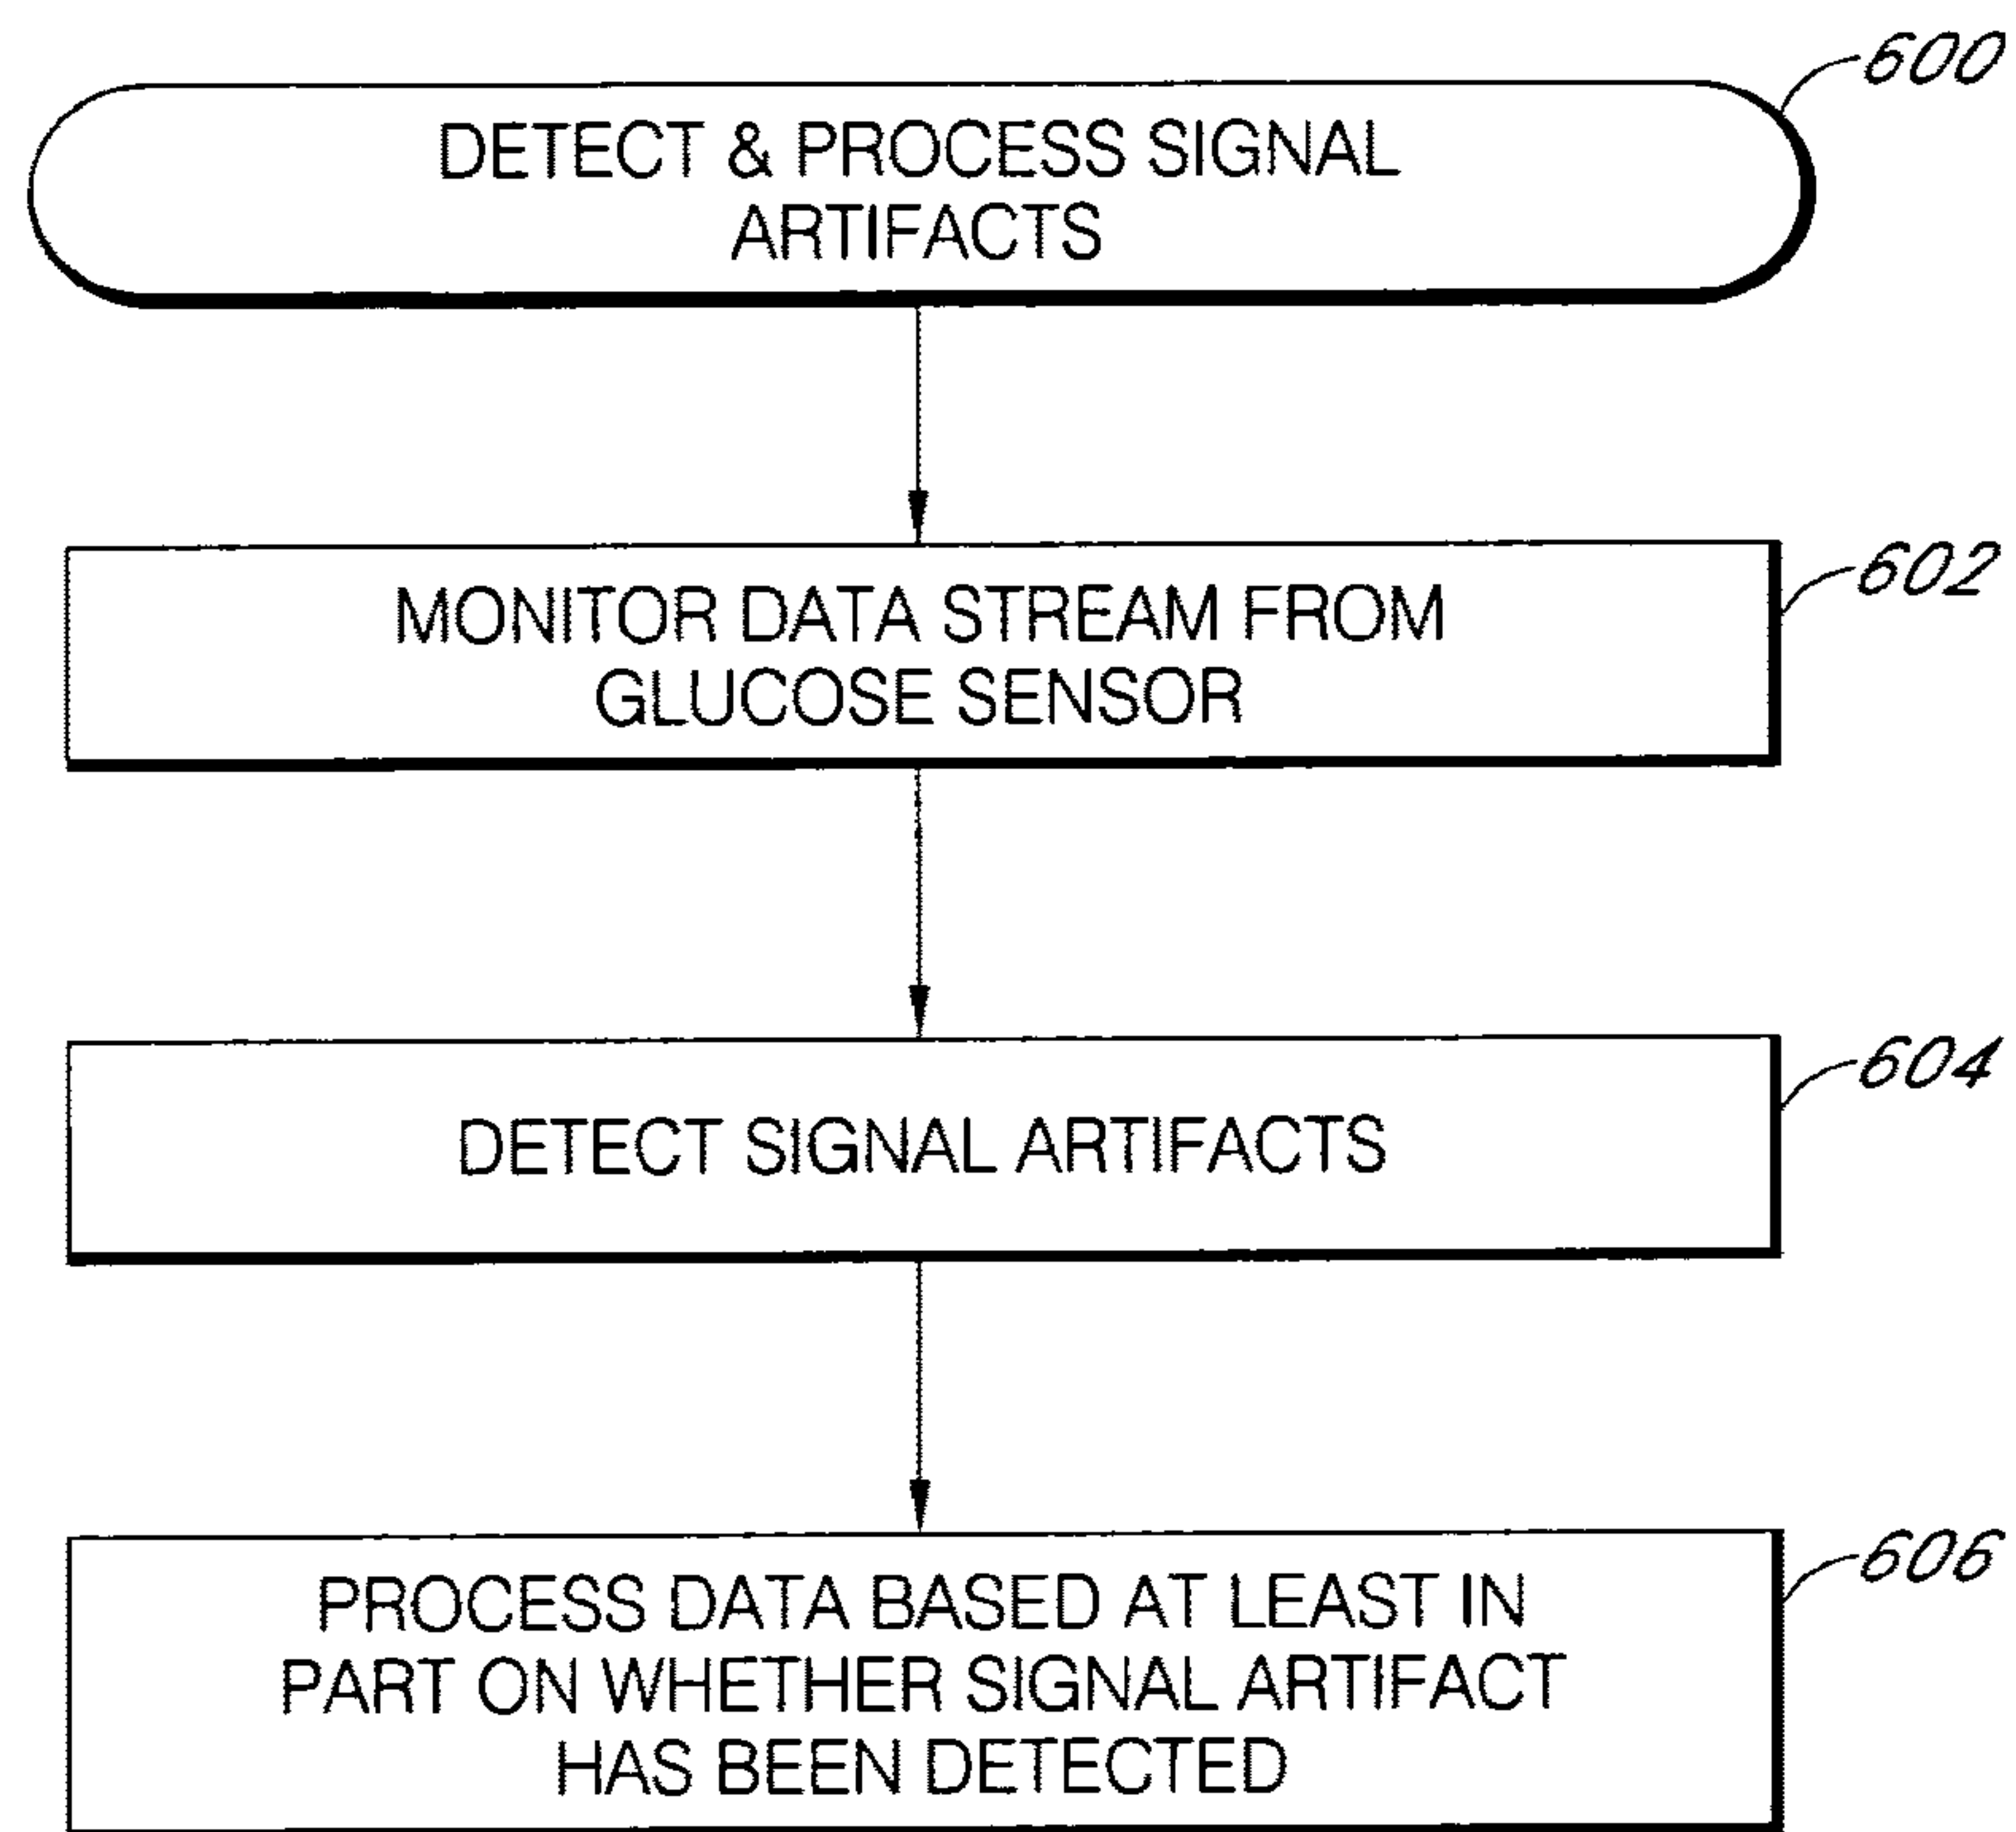 600
DETECT & PROCESS SIGNAL
ARTIFACTS
602
MONITOR DATA STREAM FROM
GLUCOSE SENSOR
604
DETECT SIGNAL ARTIFACTS
606
PROCESS DATA BASED AT LEAST IN
PART ON WHETHER SIGNAL ARTIFACT
HAS BEEN DETECTED